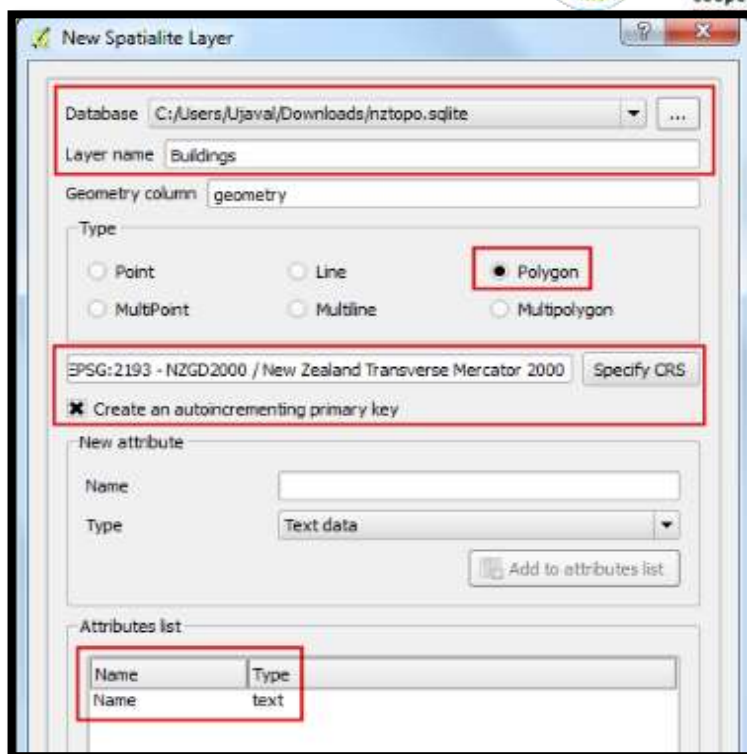 New Spatialite Layer
Database C:/Users/Ujaval/Downloads/nztopo.sqlite ...
Layer name Buildings
Geometry column geometry
Type
Point Line Polygon
MultiPoint Multiline Multipolygon
EPSG:2193 - NZGD2000 / New Zealand Transverse Mercator 2000 Specify CRS
Create an autoincrementing primary key
New attribute
Name
Type Text data
Add to attributes list
Attributes list
Name Type
Name text